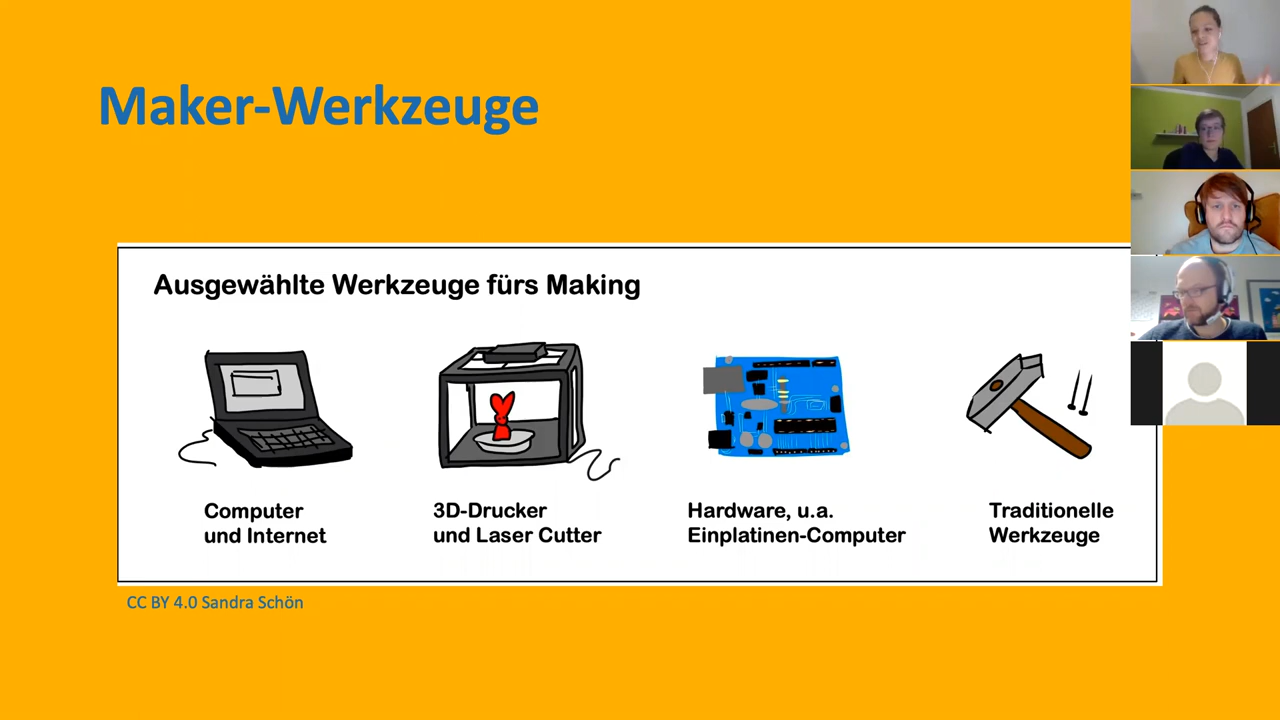 Maker-Werkzeuge
Ausgewählte Werkzeuge fürs Making
Computer
und Internet
3D-Drucker
und Laser Cutter
Hardware, u.a.
Einplatinen-Computer
Traditionelle
Werkzeuge
CC BY 4.0 Sandra Schön